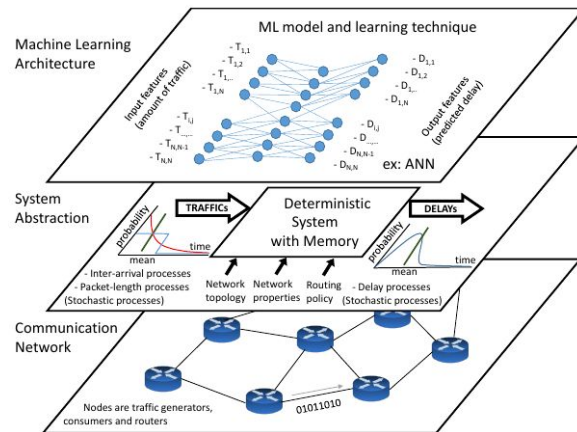 ML model and learning technique
Machine Learning
Architecture
Input features
(amount of traffic)
- T1,1
- T1,2
- T1,..
- T1,N
- Ti,j
- T...,...
- TN,N-1
- TN,N
- D1,1
- D1,2
- D1,..
- D1,N
- Di,j
- D...,...
- DN,N-1
- DN,N
Output features
(predicted delay)
ex: ANN
System
Abstraction
TRAFFICs
Deterministic
System
with Memory
DELAYs
probability
time
mean
- Inter-arrival processes
- Packet-length processes
(Stochastic processes)
Network
topology
Network
properties
Routing
policy
probability
time
mean
- Delay processes
(Stochastic processes)
Communication
Network
01011010
Nodes are traffic generators,
consumers and routers